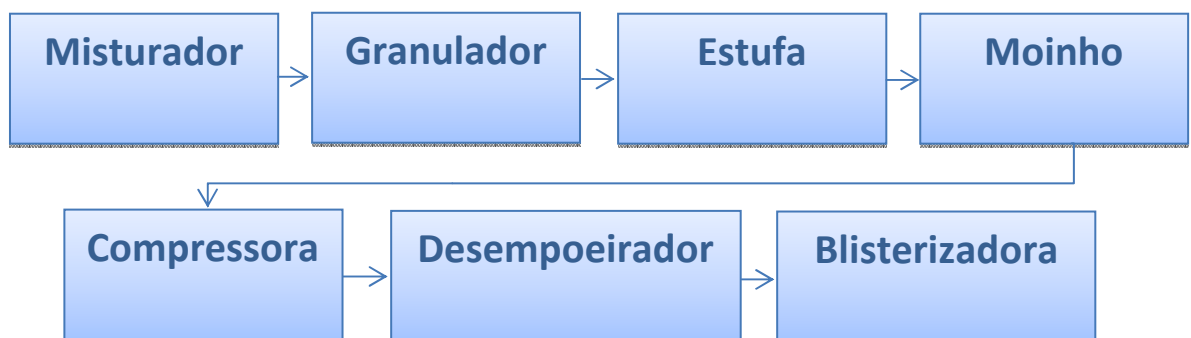 Misturador
Granulador
Estufa
Moinho
Compressora
Desempoeirador
Blisterizadora